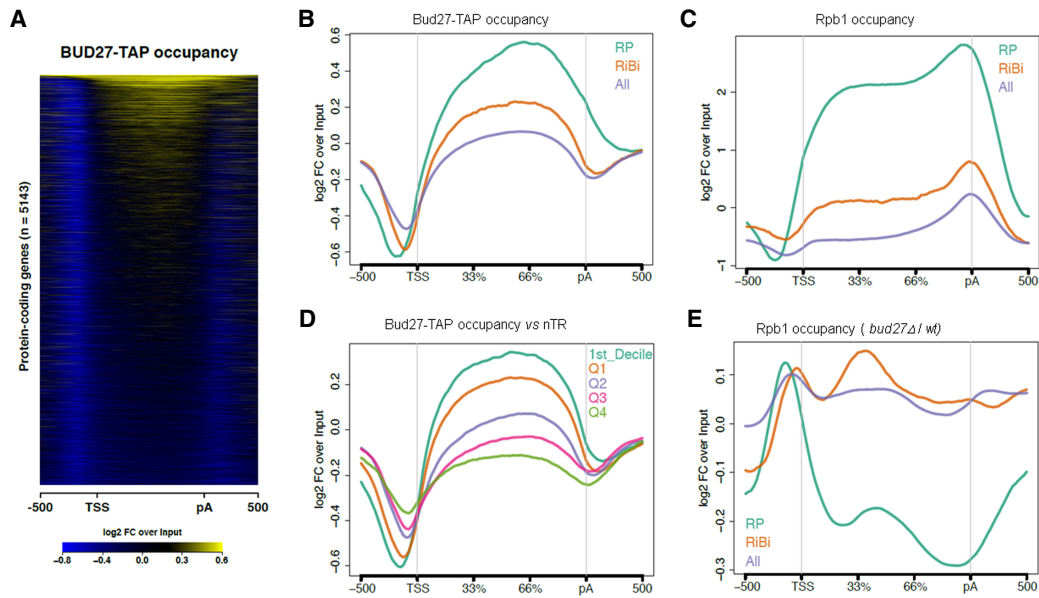 A
BUD27-TAP occupancy
Protein-coding genes (n = 5143)
-500 TSS pA 500
log2 FC over Input
−0.8 −0.4 0.0 0.3 0.6
B
Bud27-TAP occupancy
log2 FC over Input
0.6
0.4
0.2
0.0
−0.2
−0.4
−0.6
RP
RiBi
All
−500 TSS 33% 66% pA 500
C
Rpb1 occupancy
log2 FC over Input
2
1
0
−1
RP
RiBi
All
−500 TSS 33% 66% pA 500
D
Bud27-TAP occupancy vs nTR
log2 FC over Input
0.2
0.0
−0.2
−0.4
−0.6
1st_Decile
Q1
Q2
Q3
Q4
−500 TSS 33% 66% pA 500
E
Rpb1 occupancy ( bud27Δ / wt)
log2 FC over Input
0.1
0.0
−0.1
−0.2
−0.3
RP
RiBi
All
−500 TSS 33% 66% pA 500